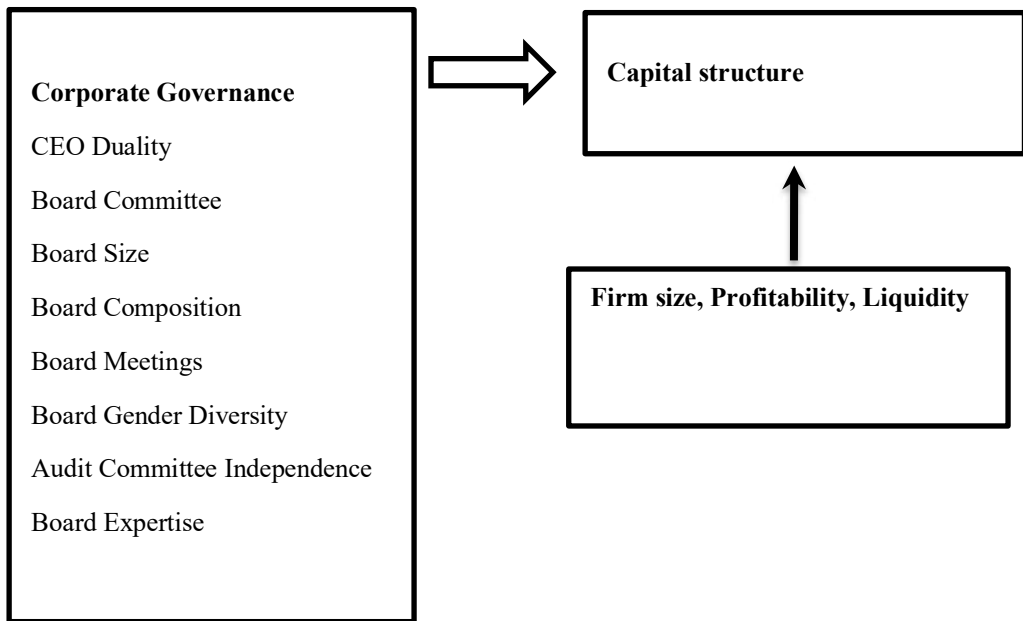 Corporate Governance
CEO Duality
Board Committee
Board Size
Board Composition
Board Meetings
Board Gender Diversity
Audit Committee Independence
Board Expertise
Capital structure
Firm size, Profitability, Liquidity